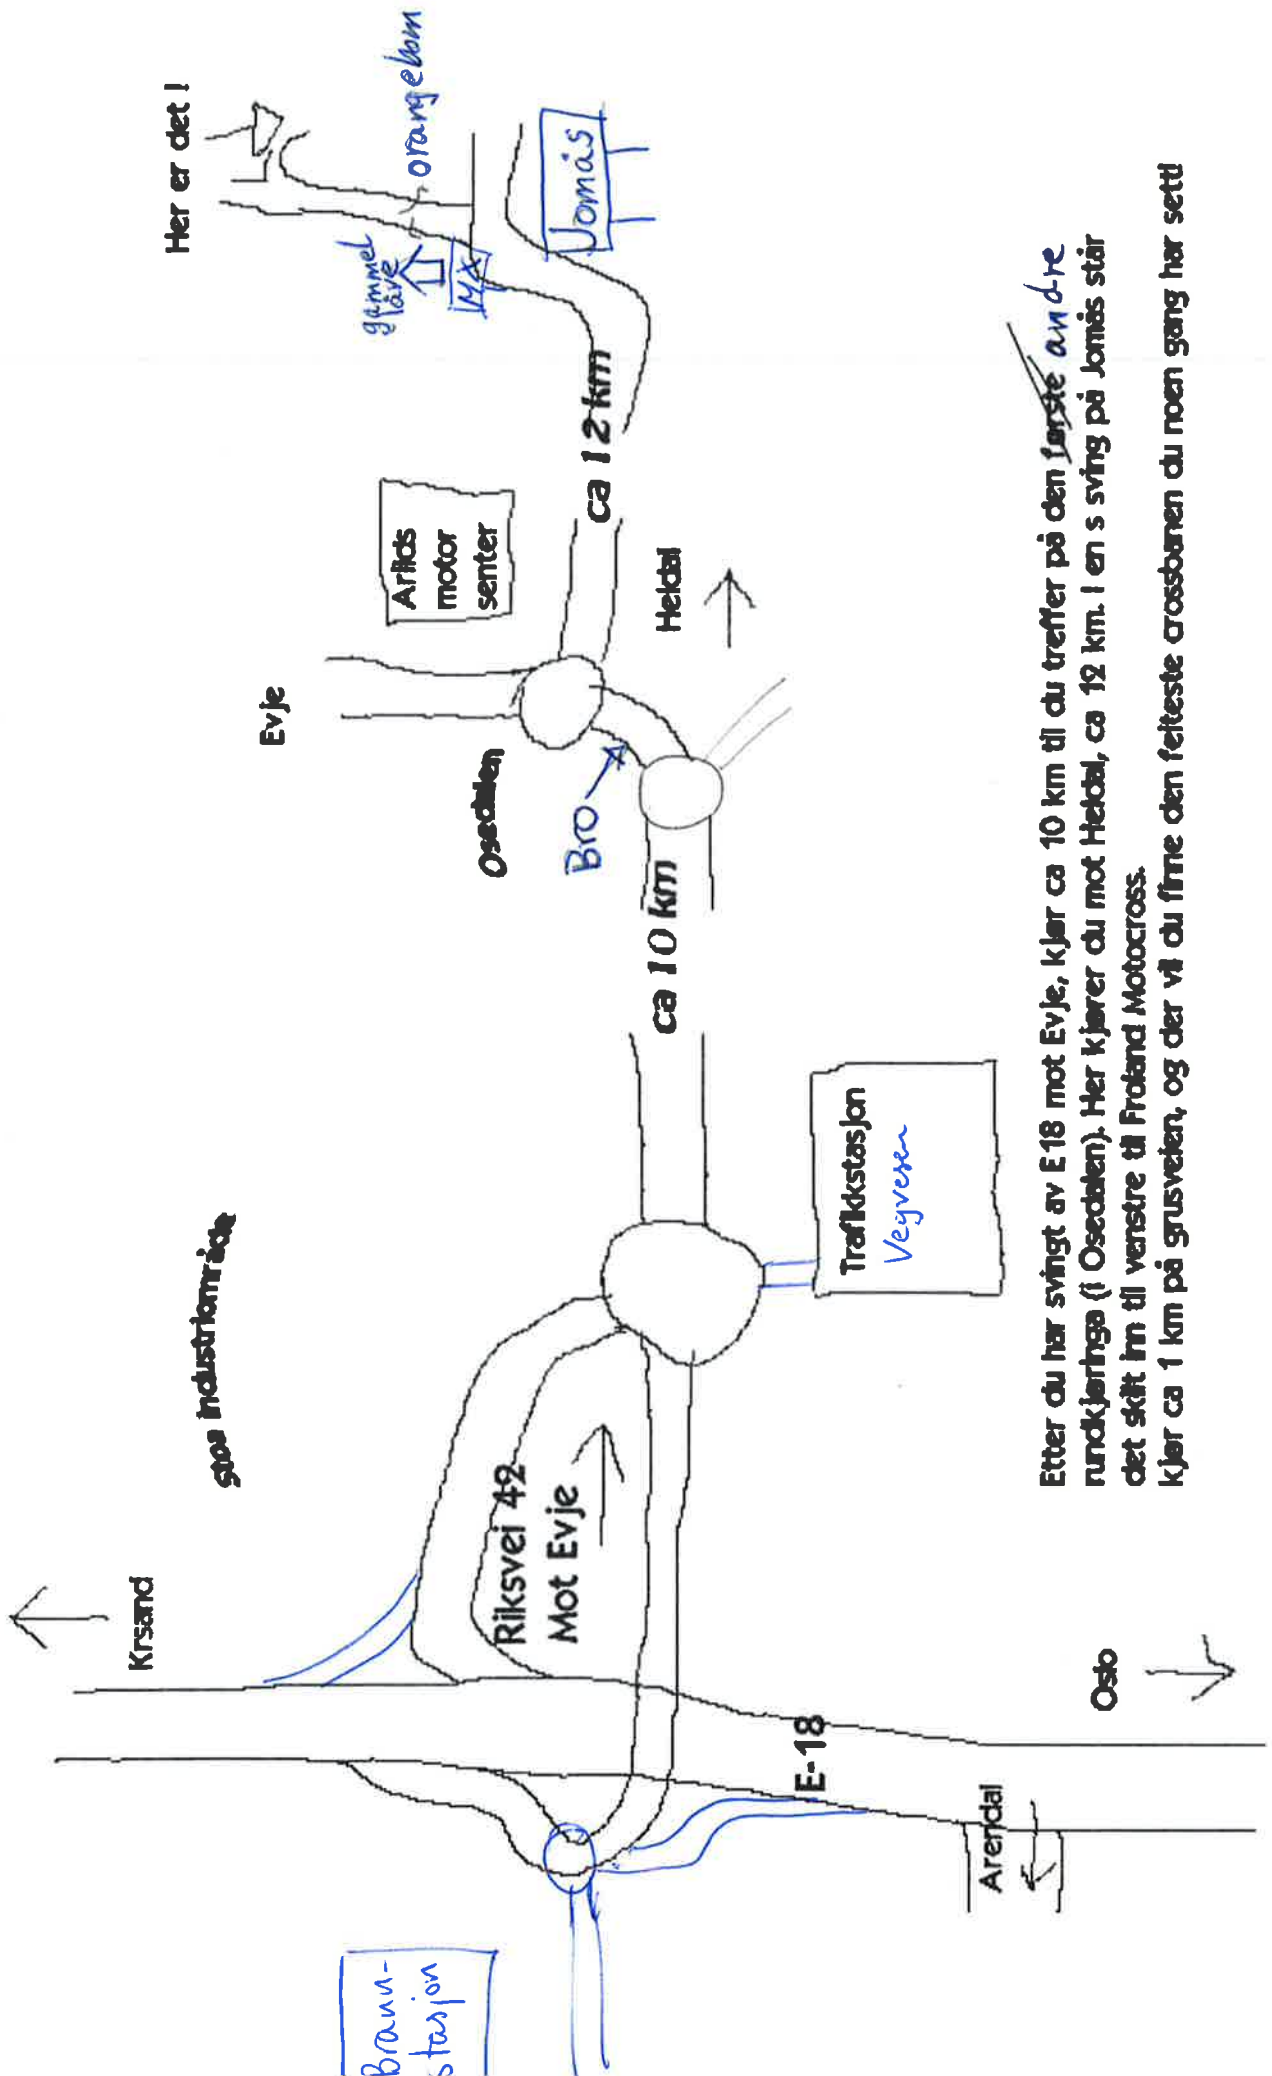 Krsand
stoa industriområde
Evje
Her er det !
gammel
låve
orangebom
MX
Jomås
Arilds
motor
senter
Osedalen
Bro
ca 10 km
ca 12 km
Heldal
Riksvei 42
Mot Evje
Brann-
stasjon
E-18
Arendal
Oslo
Trafikkstasjon
Vegvesen
Etter du har svingt av E18 mot Evje, kjør ca 10 km til du treffer på den første andre
rundkjøringa (i Osedalen). Her kjører du mot Heldal, ca 12 km. I en s sving på Jomås står
det skilt inn til venstre til Froland Motocross.
kjør ca 1 km på grusveien, og der vil du finne den feiteste crossbanen du noen gang har sett!